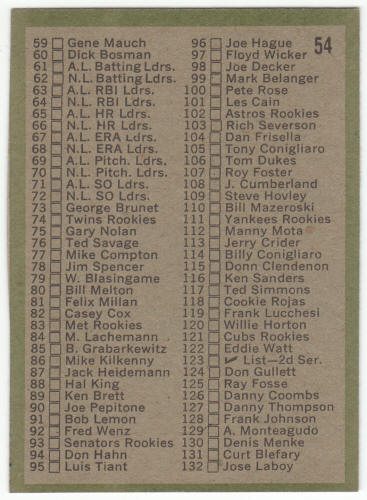 54
59 Gene Mauch
60 Dick Bosman
61 A.L. Batting Ldrs.
62 N.L. Batting Ldrs.
63 A.L. RBI Ldrs.
64 N.L. RBI Ldrs.
65 A.L. HR Ldrs.
66 N.L. HR Ldrs.
67 A.L. ERA Ldrs.
68 N.L. ERA Ldrs.
69 A.L. Pitch. Ldrs.
70 N.L. Pitch. Ldrs.
71 A.L. SO Ldrs.
72 N.L. SO Ldrs.
73 George Brunet
74 Twins Rookies
75 Gary Nolan
76 Ted Savage
77 Mike Compton
78 Jim Spencer
79 W. Blasingame
80 Bill Melton
81 Felix Millan
82 Casey Cox
83 Met Rookies
84 M. Lachemann
85 B. Grabarkewitz
86 Mike Kilkenny
87 Jack Heidemann
88 Hal King
89 Ken Brett
90 Joe Pepitone
91 Bob Lemon
92 Fred Wenz
93 Senators Rookies
94 Don Hahn
95 Luis Tiant
96 Joe Hague
97 Floyd Wicker
98 Joe Decker
99 Mark Belanger
100 Pete Rose
101 Les Cain
102 Astros Rookies
103 Rich Severson
104 Dan Frisella
105 Tony Conigliaro
106 Tom Dukes
107 Roy Foster
108 J. Cumberland
109 Steve Hovley
110 Bill Mazeroski
111 Yankees Rookies
112 Manny Mota
113 Jerry Crider
114 Billy Conigliaro
115 Donn Clendenon
116 Ken Sanders
117 Ted Simmons
118 Cookie Rojas
119 Frank Lucchesi
120 Willie Horton
121 Cubs Rookies
122 Eddie Watt
123 ✓ List—2d Ser.
124 Don Gullett
125 Ray Fosse
126 Danny Coombs
127 Danny Thompson
128 Frank Johnson
129 A. Monteagudo
130 Denis Menke
131 Curt Blefary
132 Jose Laboy